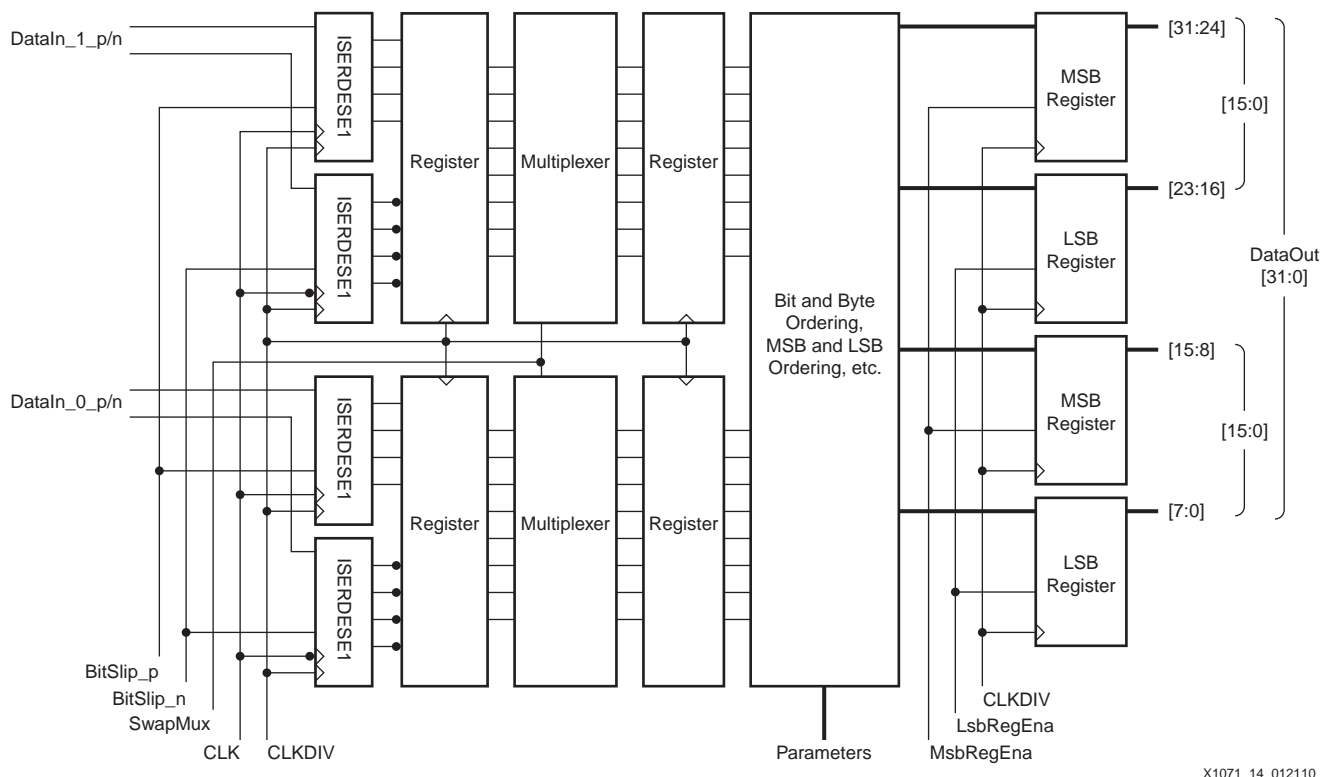 DataIn_1_p/n
ISERDESE1
ISERDESE1
Register
Multiplexer
Register
Bit and Byte
Ordering,
MSB and LSB
Ordering, etc.
MSB
Register
[31:24]
[15:0]
LSB
Register
[23:16]
DataOut
[31:0]
DataIn_0_p/n
ISERDESE1
ISERDESE1
Register
Multiplexer
Register
MSB
Register
[15:8]
[15:0]
LSB
Register
[7:0]
BitSlip_p
BitSlip_n
SwapMux
CLK
CLKDIV
Parameters
CLKDIV
LsbRegEna
MsbRegEna
X1071_14_012110